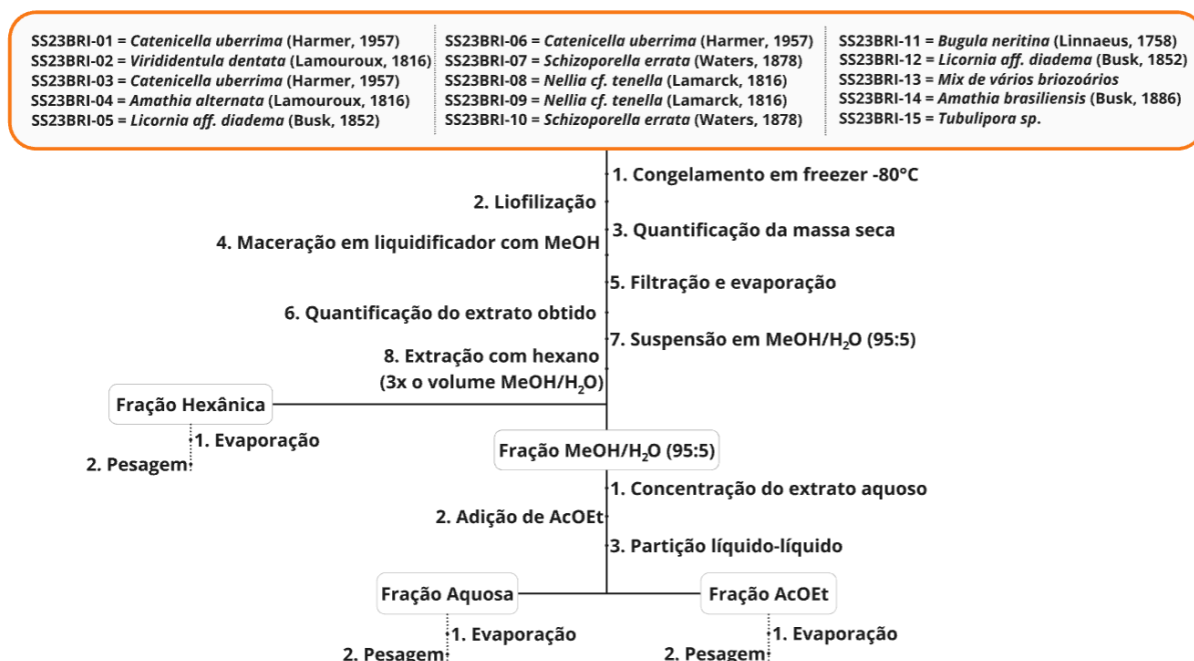 SS23BRI-01 = Catenicella uberrima (Harmer, 1957)
SS23BRI-02 = Virididentula dentata (Lamouroux, 1816)
SS23BRI-03 = Catenicella uberrima (Harmer, 1957)
SS23BRI-04 = Amathia alternata (Lamouroux, 1816)
SS23BRI-05 = Licornia aff. diadema (Busk, 1852)
SS23BRI-06 = Catenicella uberrima (Harmer, 1957)
SS23BRI-07 = Schizoporella errata (Waters, 1878)
SS23BRI-08 = Nellia cf. tenella (Lamarck, 1816)
SS23BRI-09 = Nellia cf. tenella (Lamarck, 1816)
SS23BRI-10 = Schizoporella errata (Waters, 1878)
SS23BRI-11 = Bugula neritina (Linnaeus, 1758)
SS23BRI-12 = Licornia aff. diadema (Busk, 1852)
SS23BRI-13 = Mix de vários briozoários
SS23BRI-14 = Amathia brasiliensis (Busk, 1886)
SS23BRI-15 = Tubulipora sp.
1. Congelamento em freezer -80°C
2. Liofilização
3. Quantificação da massa seca
4. Maceração em liquidificador com MeOH
5. Filtração e evaporação
6. Quantificação do extrato obtido
7. Suspensão em MeOH/H₂O (95:5)
8. Extração com hexano
(3x o volume MeOH/H₂O)
Fração Hexânica
1. Evaporação
2. Pesagem
Fração MeOH/H₂O (95:5)
1. Concentração do extrato aquoso
2. Adição de AcOEt
3. Partição líquido-líquido
Fração Aquosa
1. Evaporação
2. Pesagem
Fração AcOEt
1. Evaporação
2. Pesagem